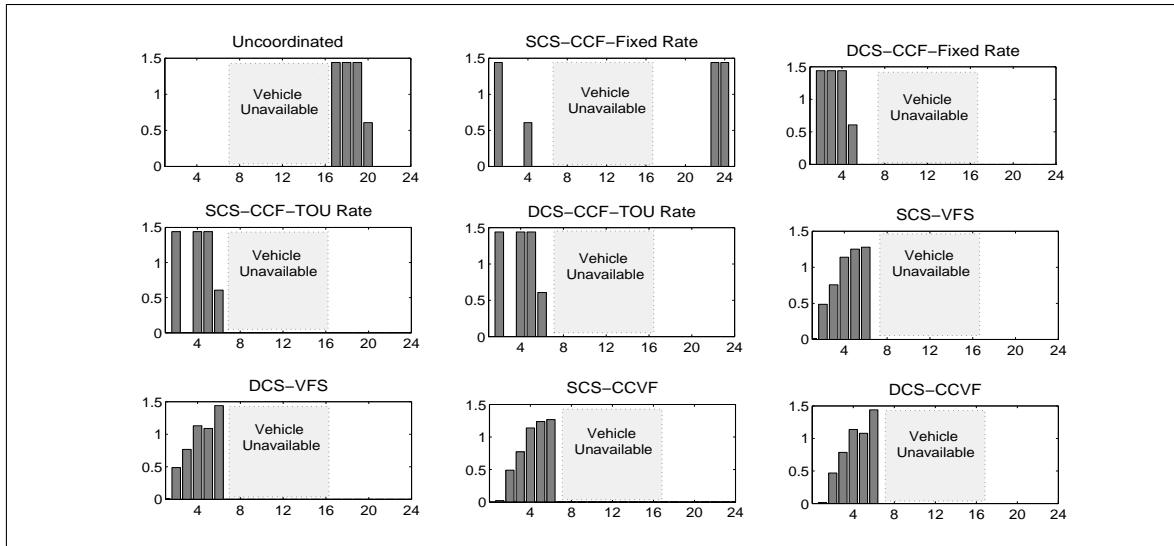 Uncoordinated
1.5
1
0.5
0
Vehicle
Unavailable
4 8 12 16 20 24
SCS−CCF−Fixed Rate
1.5
1
0.5
0
Vehicle
Unavailable
4 8 12 16 20 24
DCS−CCF−Fixed Rate
1.5
1
0.5
0
Vehicle
Unavailable
4 8 12 16 20 24
SCS−CCF−TOU Rate
1.5
1
0.5
0
Vehicle
Unavailable
4 8 12 16 20 24
DCS−CCF−TOU Rate
1.5
1
0.5
0
Vehicle
Unavailable
4 8 12 16 20 24
SCS−VFS
1.5
1
0.5
0
Vehicle
Unavailable
4 8 12 16 20 24
DCS−VFS
1.5
1
0.5
0
Vehicle
Unavailable
4 8 12 16 20 24
SCS−CCVF
1.5
1
0.5
0
Vehicle
Unavailable
4 8 12 16 20 24
DCS−CCVF
1.5
1
0.5
0
Vehicle
Unavailable
4 8 12 16 20 24